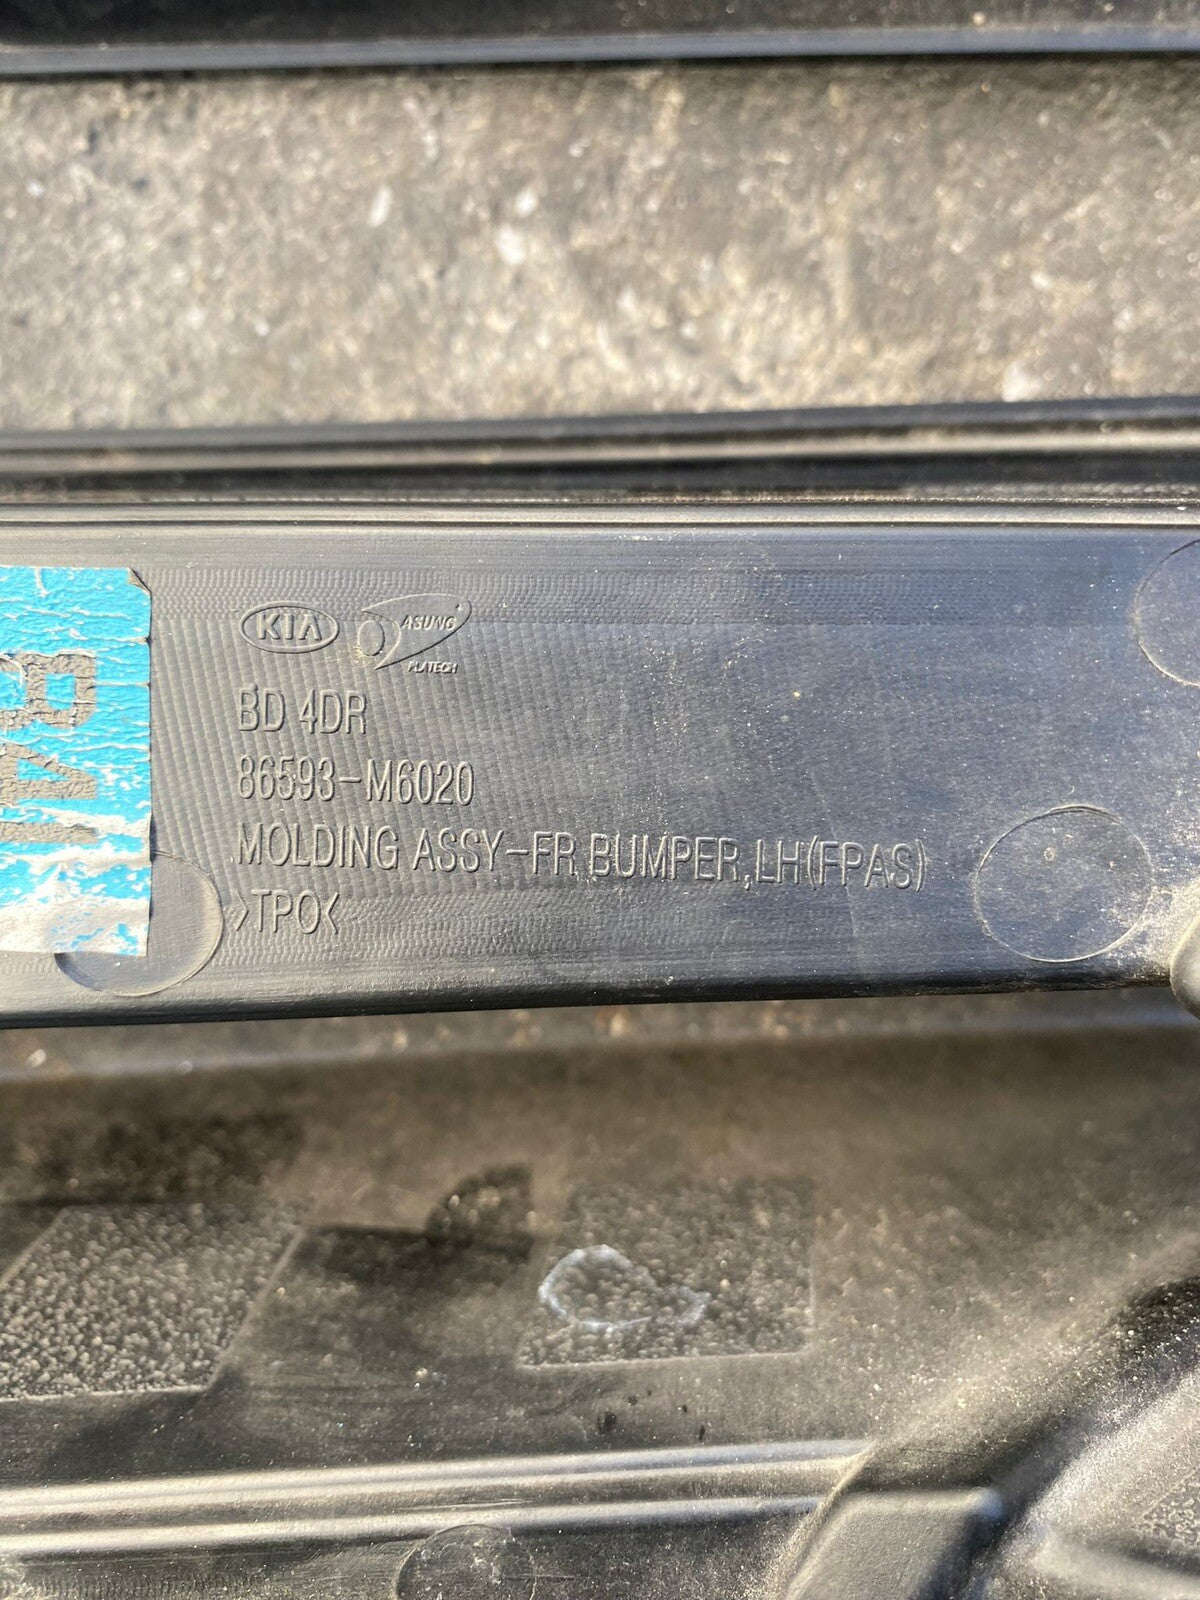 KIA ASUNG PLATECH
BD 4DR
86593-M6020
MOLDING ASSY-FR BUMPER,LH(FPAS)
>TPO<